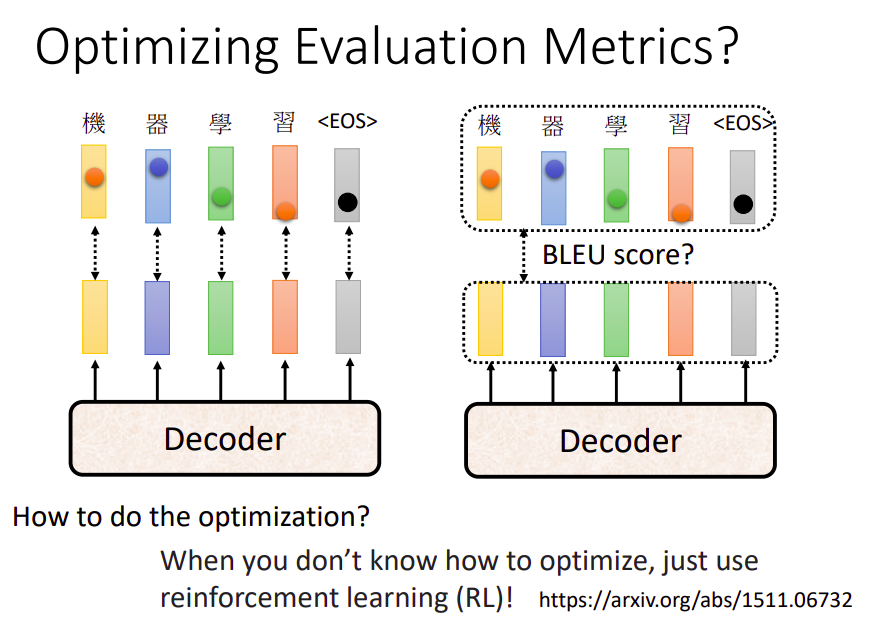 Optimizing Evaluation Metrics?
機 器 學 習 <EOS>
機 器 學 習 <EOS>
BLEU score?
Decoder
Decoder
How to do the optimization?
When you don’t know how to optimize, just use
reinforcement learning (RL)! https://arxiv.org/abs/1511.06732